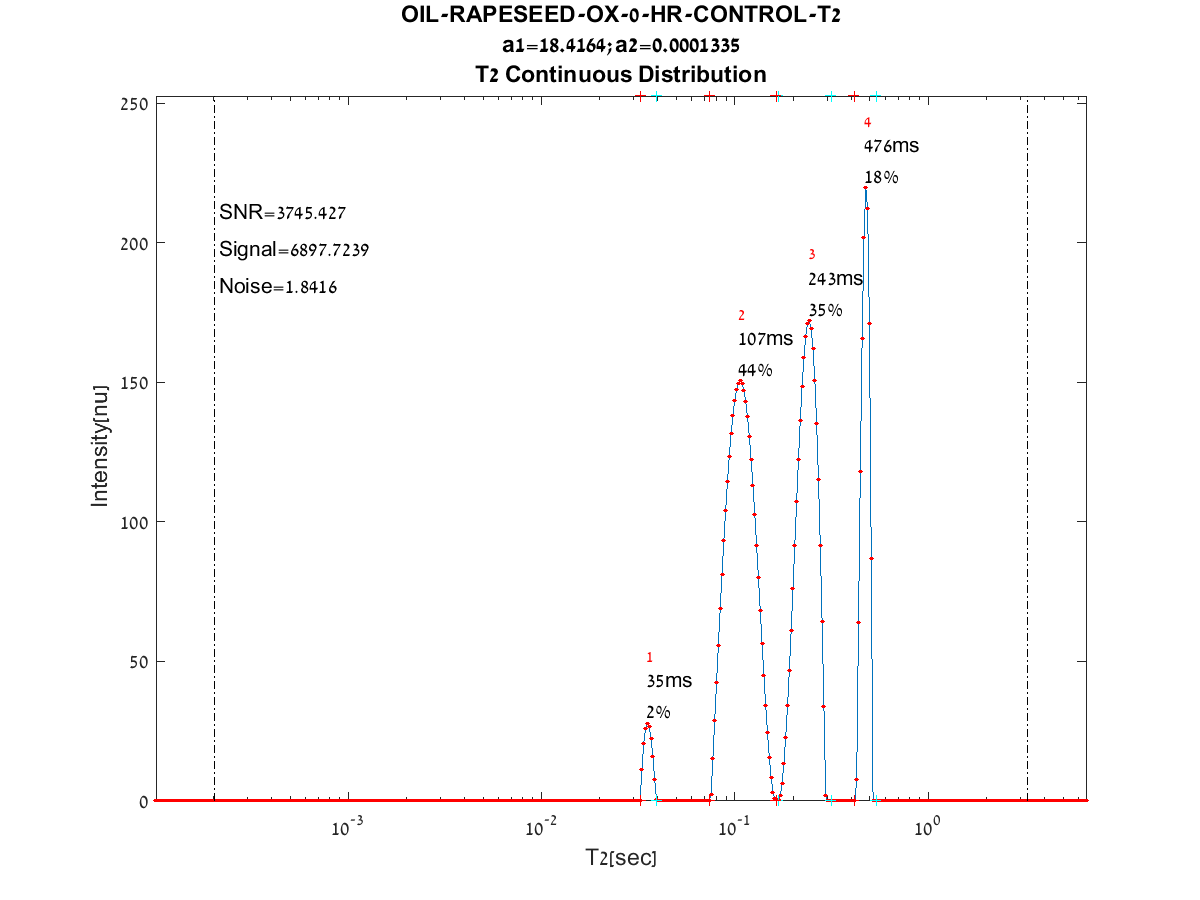 OIL-RAPESEED-OX-0-HR-CONTROL-T2
a1=18.4164; a2=0.0001335
T2 Continuous Distribution
250
200
150
100
50
0
Intensity[nu]
SNR=3745.427
Signal=6897.7239
Noise=1.8416
1
35ms
2%
2
107ms
44%
3
243ms
35%
4
476ms
18%
10-3
10-2
10-1
100
T2[sec]